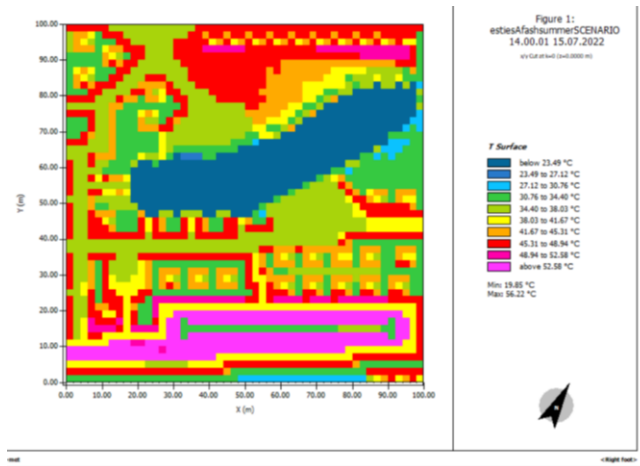 Figure 1:
estiesAfashsummerSCENARIO
14.00.01 15.07.2022
x/y Cut at k=0 (z=0.0000 m)
100.00
90.00
80.00
70.00
60.00
50.00
40.00
30.00
20.00
10.00
0.00
Y (m)
0.00 10.00 20.00 30.00 40.00 50.00 60.00 70.00 80.00 90.00 100.00
X (m)
T Surface
below 23.49 °C
23.49 to 27.12 °C
27.12 to 30.76 °C
30.76 to 34.40 °C
34.40 to 38.03 °C
38.03 to 41.67 °C
41.67 to 45.31 °C
45.31 to 48.94 °C
48.94 to 52.58 °C
above 52.58 °C
Min: 19.85 °C
Max: 56.22 °C
N
<Right foot>